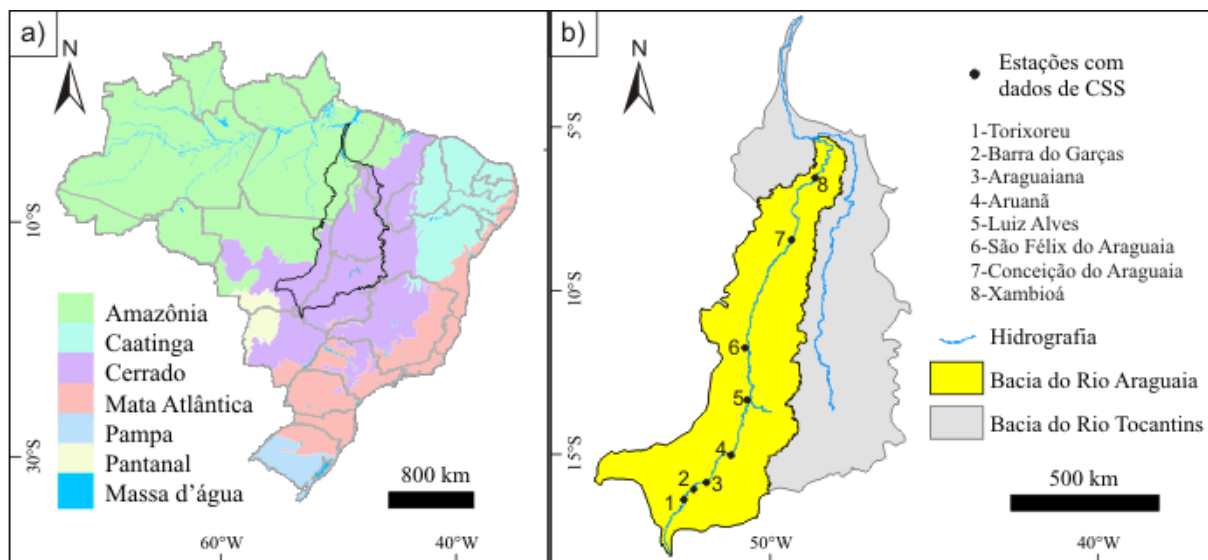 a)
N
10°S
30°S
60°W
40°W
Amazônia
Caatinga
Cerrado
Mata Atlântica
Pampa
Pantanal
Massa d'água
800 km
b)
N
5°S
10°S
15°S
50°W
40°W
8
7
6
5
4
3
2
1
Estações com
dados de CSS
1-Torixoreu
2-Barra do Garças
3-Araguaiana
4-Aruanã
5-Luiz Alves
6-São Félix do Araguaia
7-Conceição do Araguaia
8-Xambioá
Hidrografia
Bacia do Rio Araguaia
Bacia do Rio Tocantins
500 km